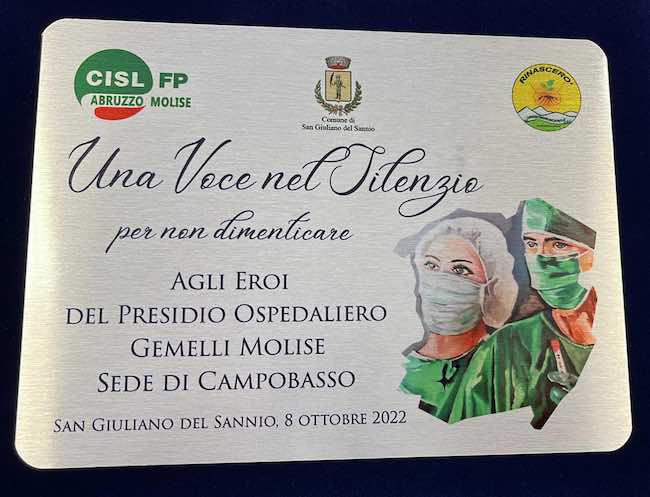 CISL FP
ABRUZZO MOLISE
Comune di
San Giuliano del Sannio
RINASCERO'
Una Voce nel Silenzio
per non dimenticare
AGLI EROI
DEL PRESIDIO OSPEDALIERO
GEMELLI MOLISE
SEDE DI CAMPOBASSO
SAN GIULIANO DEL SANNIO, 8 OTTOBRE 2022